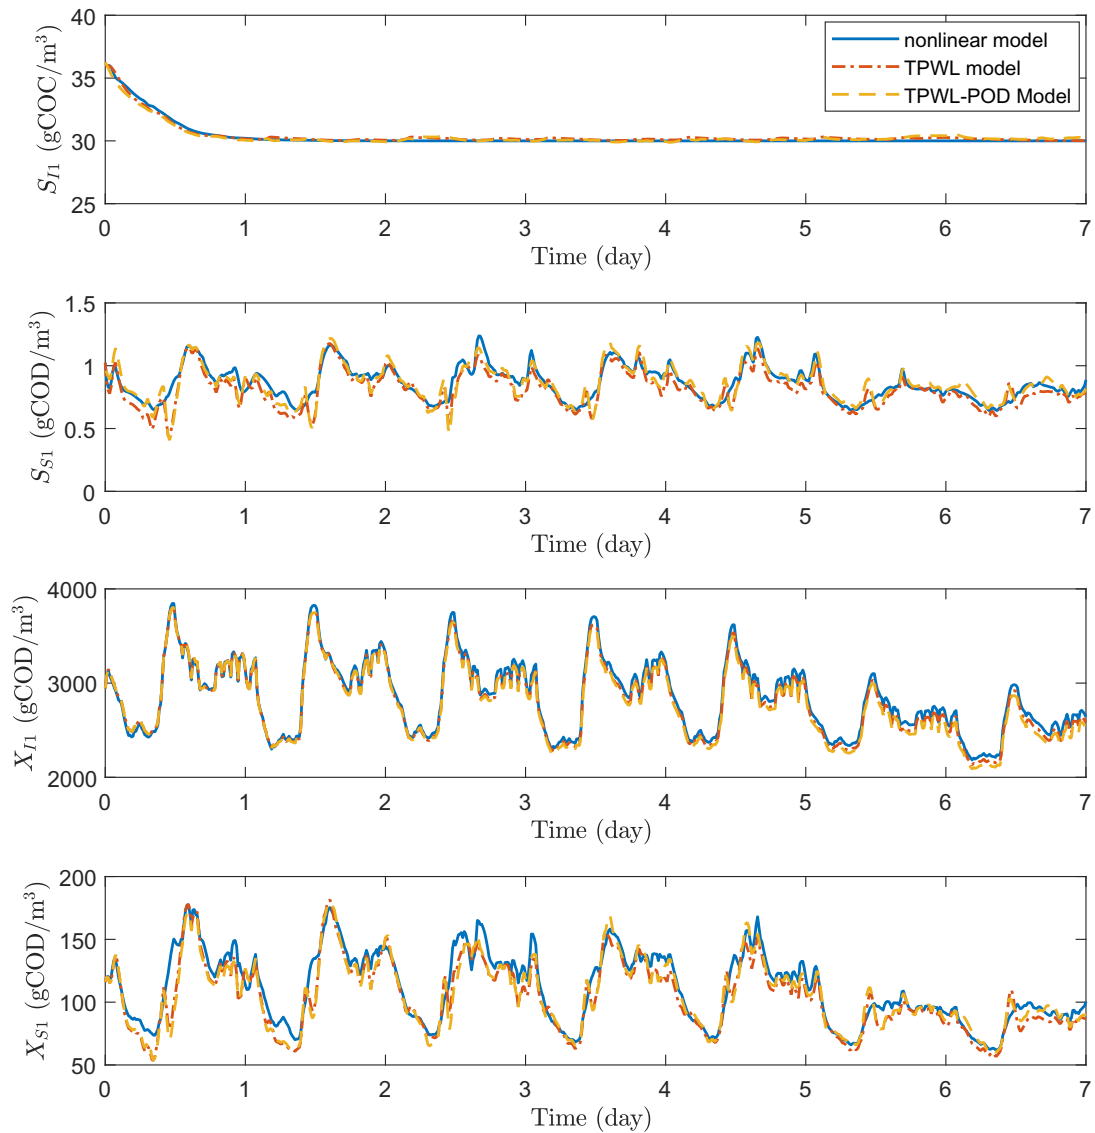 40
35
30
25
S_{I1} (gCOC/m³)
nonlinear model
TPWL model
TPWL-POD Model
0 1 2 3 4 5 6 7
Time (day)
1.5
1
0.5
0
S_{S1} (gCOD/m³)
0 1 2 3 4 5 6 7
Time (day)
4000
3000
2000
X_{I1} (gCOD/m³)
0 1 2 3 4 5 6 7
Time (day)
200
150
100
50
X_{S1} (gCOD/m³)
0 1 2 3 4 5 6 7
Time (day)